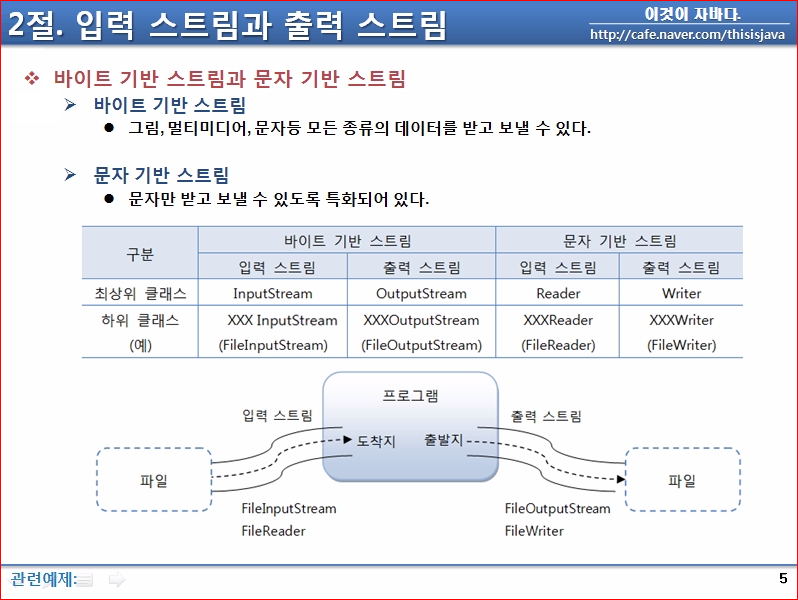 2절. 입력 스트림과 출력 스트림
이것이 자바다.
http://cafe.naver.com/thisisjava
바이트 기반 스트림과 문자 기반 스트림
바이트 기반 스트림
그림, 멀티미디어, 문자등 모든 종류의 데이터를 받고 보낼 수 있다.
문자 기반 스트림
문자만 받고 보낼 수 있도록 특화되어 있다.
구분 바이트 기반 스트림 문자 기반 스트림
입력 스트림 출력 스트림 입력 스트림 출력 스트림
최상위 클래스 InputStream OutputStream Reader Writer
하위 클래스 XXX InputStream XXXOutputStream XXXReader XXXWriter
(예) (FileInputStream) (FileOutputStream) (FileReader) (FileWriter)
프로그램
입력 스트림 출력 스트림
도착지 출발지
파일 파일
FileInputStream FileOutputStream
FileReader FileWriter
관련예제:
5